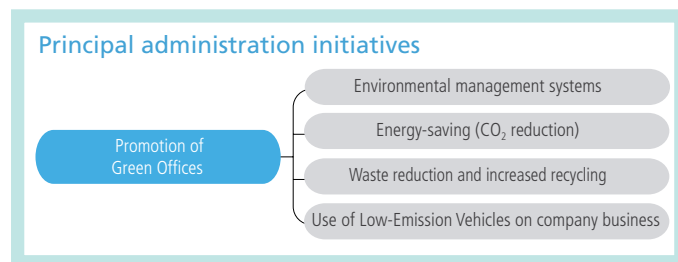 Principal administration initiatives
Promotion of
Green Offices
Environmental management systems
Energy-saving (CO₂ reduction)
Waste reduction and increased recycling
Use of Low-Emission Vehicles on company business